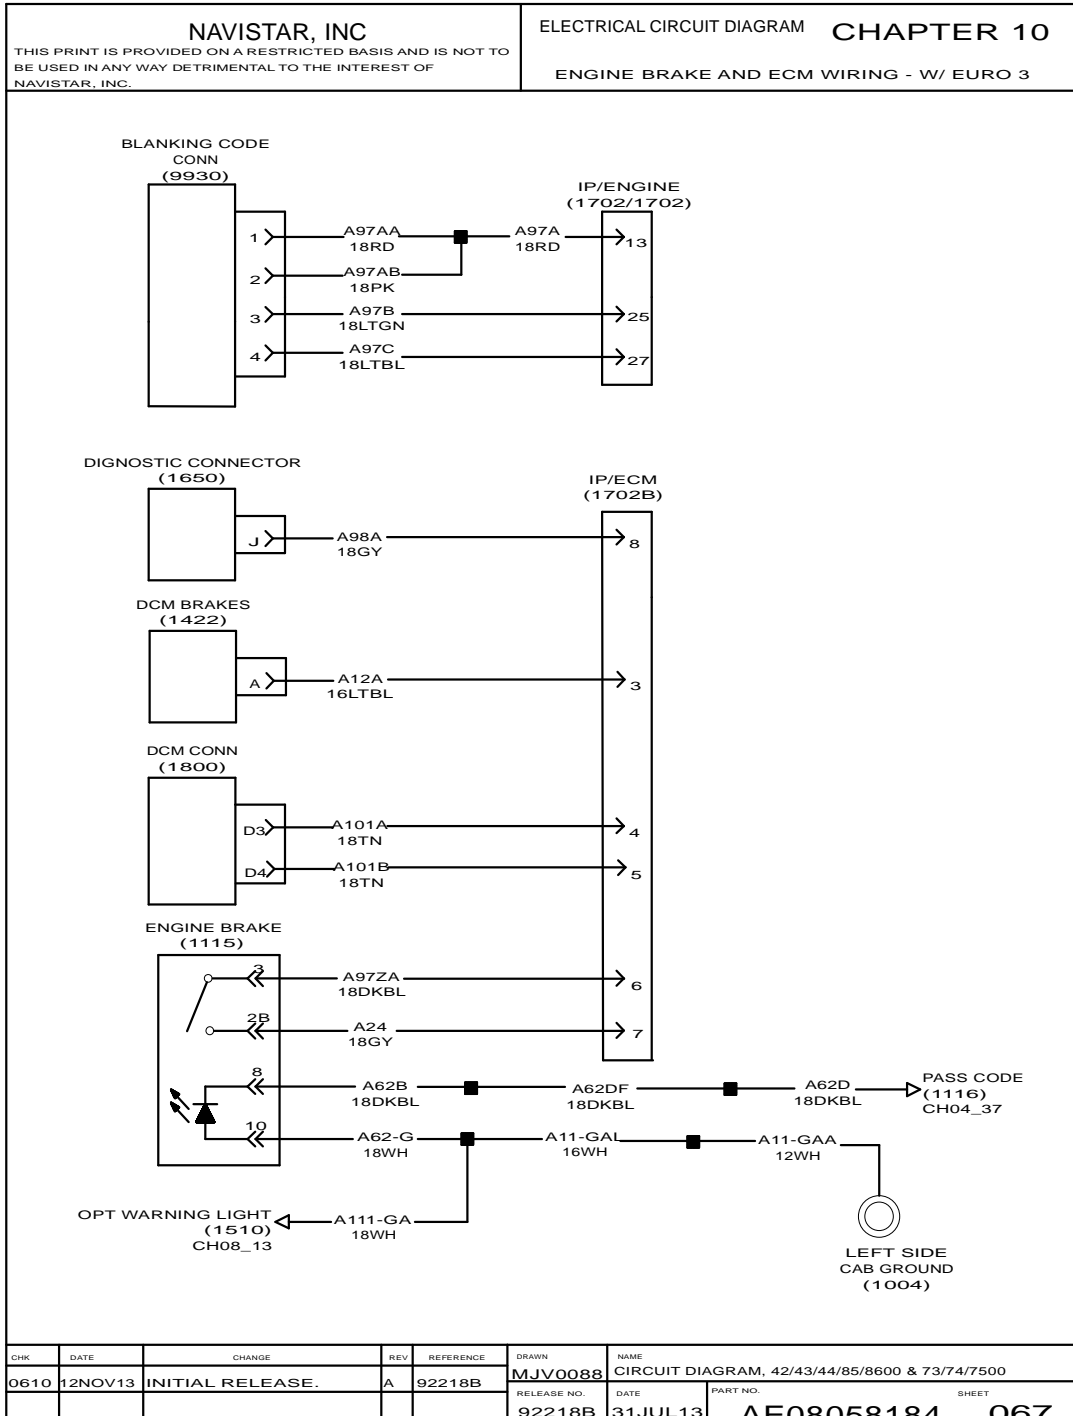 NAVISTAR, INC
THIS PRINT IS PROVIDED ON A RESTRICTED BASIS AND IS NOT TO
BE USED IN ANY WAY DETRIMENTAL TO THE INTEREST OF
NAVISTAR, INC.
ELECTRICAL CIRCUIT DIAGRAM CHAPTER 10
ENGINE BRAKE AND ECM WIRING - W/ EURO 3
BLANKING CODE
CONN
(9930)
IP/ENGINE
(1702/1702)
1 A97AA A97A 13
18RD 18RD
2 A97AB
18PK
3 A97B 25
18LTGN
4 A97C 27
18LTBL
DIGNOSTIC CONNECTOR
(1650)
IP/ECM
(1702B)
J A98A 8
18GY
DCM BRAKES
(1422)
A A12A 3
16LTBL
DCM CONN
(1800)
D3 A101A 4
18TN
D4 A101B 5
18TN
ENGINE BRAKE
(1115)
3 A97ZA 6
18DKBL
2B A24 7
18GY
8 A62B A62DF A62D
18DKBL 18DKBL 18DKBL
PASS CODE
(1116)
CH04_37
10 A62-G A11-GAL A11-GAA
18WH 16WH 12WH
OPT WARNING LIGHT
(1510)
CH08_13
A111-GA
18WH
LEFT SIDE
CAB GROUND
(1004)
CHK DATE CHANGE REV REFERENCE
0610 12NOV13 INITIAL RELEASE. A 92218B
DRAWN
MJV0088
NAME
CIRCUIT DIAGRAM, 42/43/44/85/8600 & 73/74/7500
RELEASE NO. DATE PART NO. SHEET
92218B 31JUL13 AE08058184 067